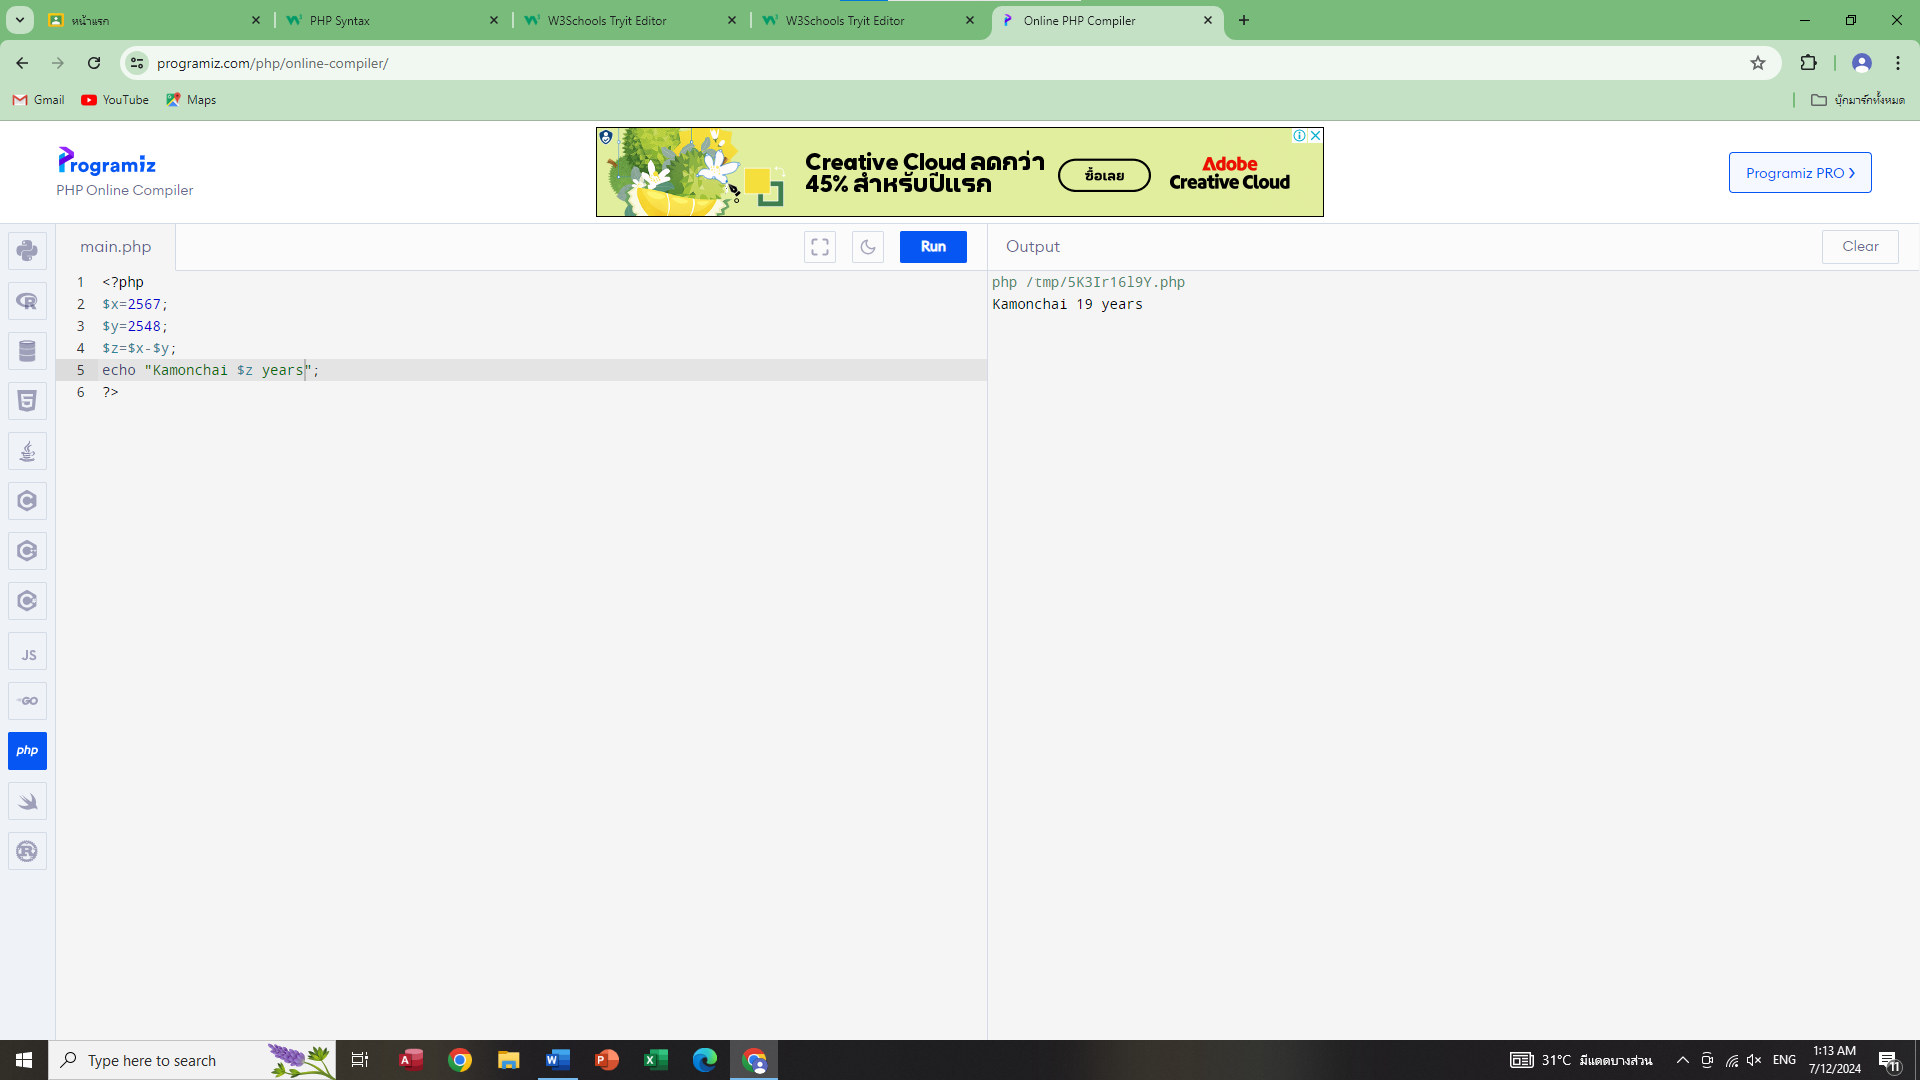 หน้าแรก
PHP Syntax
W3Schools Tryit Editor
W3Schools Tryit Editor
Online PHP Compiler
programiz.com/php/online-compiler/
Gmail
YouTube
Maps
บุ๊กมาร์กทั้งหมด
Programiz
PHP Online Compiler
Creative Cloud ลดกว่า
45% สำหรับปีแรก
ซื้อเลย
Adobe
Creative Cloud
Programiz PRO ❯
main.php
Run
Output
Clear
1 <?php
2 $x=2567;
3 $y=2548;
4 $z=$x-$y;
5 echo "Kamonchai $z years";
6 ?>
php /tmp/5K3Ir16l9Y.php
Kamonchai 19 years
JS
GO
php
Type here to search
31°C มีแดดบางส่วน
ENG
1:13 AM
7/12/2024
11